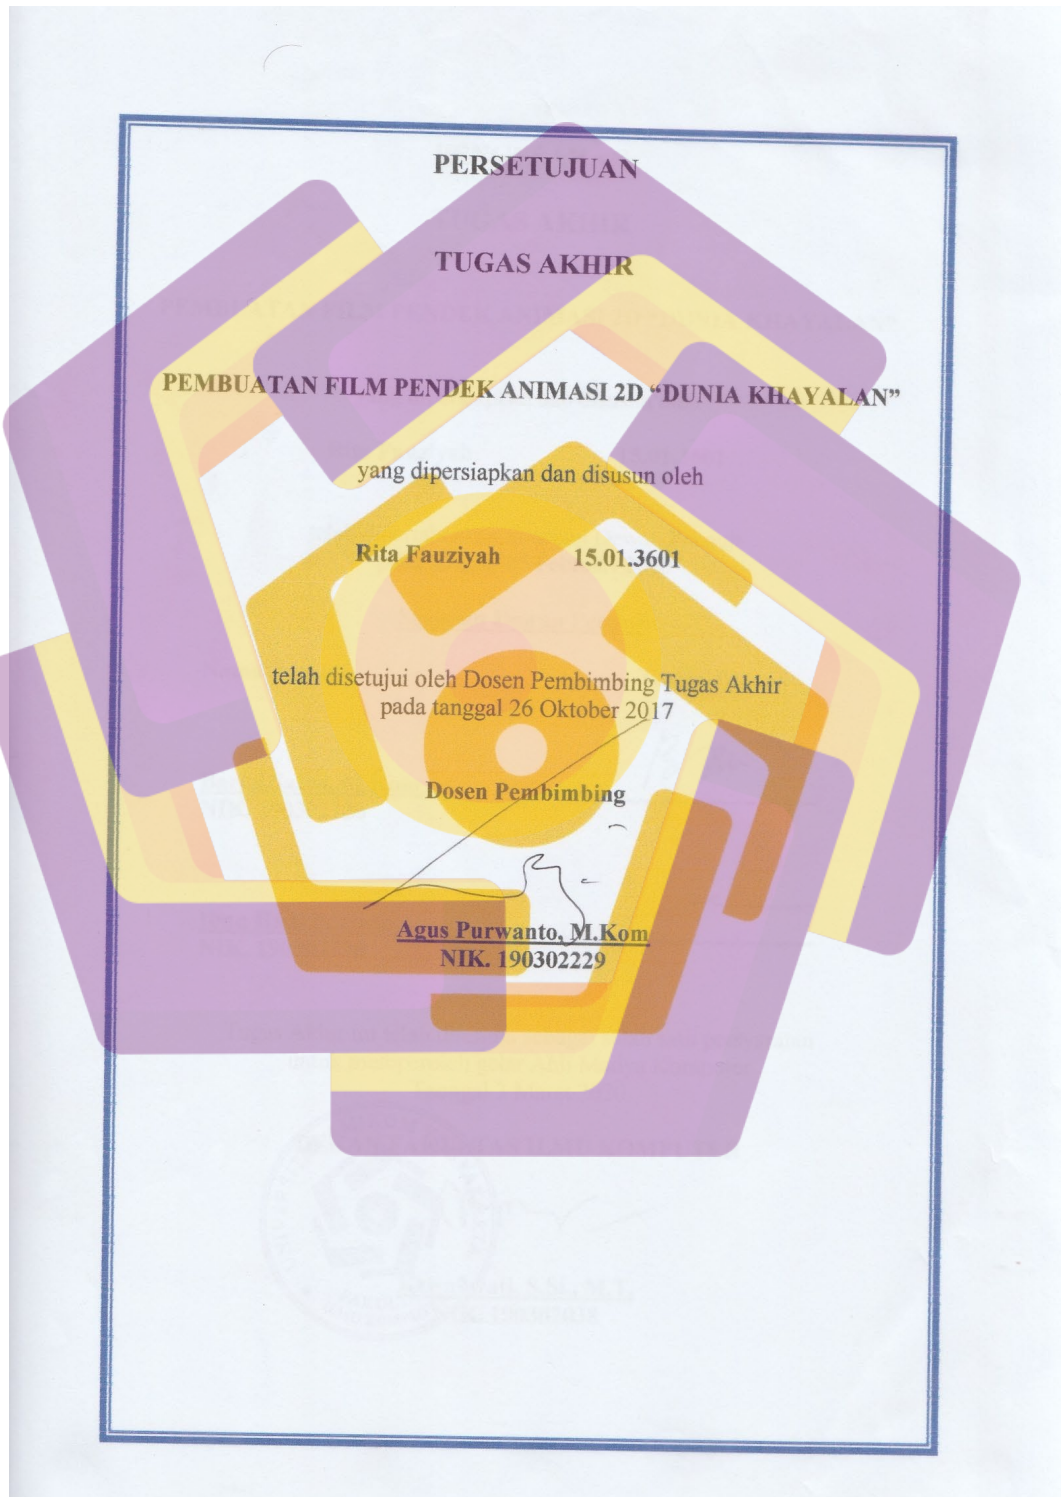 PERSETUJUAN
TUGAS AKHIR
PEMBUATAN FILM PENDEK ANIMASI 2D “DUNIA KHAYALAN”
yang dipersiapkan dan disusun oleh
Rita Fauziyah 15.01.3601
telah disetujui oleh Dosen Pembimbing Tugas Akhir
pada tanggal 26 Oktober 2017
Dosen Pembimbing
Agus Purwanto, M.Kom
NIK. 190302229